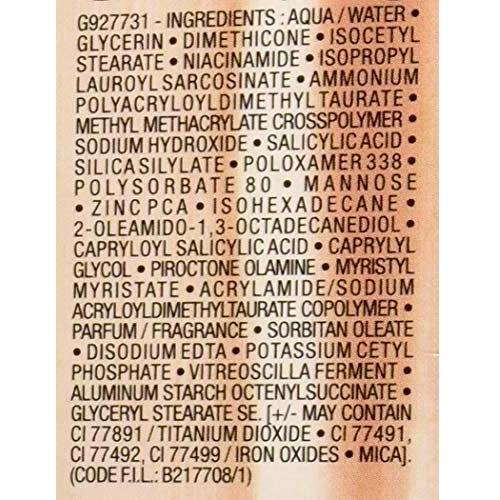 G927731 - INGREDIENTS : AQUA / WATER •
GLYCERIN • DIMETHICONE • ISOCETYL
STEARATE • NIACINAMIDE • ISOPROPYL
LAUROYL SARCOSINATE • AMMONIUM
POLYACRYLOYLDIMETHYL TAURATE •
METHYL METHACRYLATE CROSSPOLYMER •
SODIUM HYDROXIDE • SALICYLIC ACID •
SILICA SILYLATE • POLOXAMER 338 •
POLYSORBATE 80 • MANNOSE
• ZINC PCA • ISOHEXADECANE •
2-OLEAMIDO-1,3-OCTADECANEDIOL •
CAPRYLOYL SALICYLIC ACID • CAPRYLYL
GLYCOL • PIROCTONE OLAMINE • MYRISTYL
MYRISTATE • ACRYLAMIDE/SODIUM
ACRYLOYLDIMETHYLTAURATE COPOLYMER •
PARFUM / FRAGRANCE • SORBITAN OLEATE
• DISODIUM EDTA • POTASSIUM CETYL
PHOSPHATE • VITREOSCILLA FERMENT •
ALUMINUM STARCH OCTENYLSUCCINATE •
GLYCERYL STEARATE SE. [+/- MAY CONTAIN
CI 77891 / TITANIUM DIOXIDE • CI 77491,
CI 77492, CI 77499 / IRON OXIDES • MICA].
(CODE F.I.L.: B217708/1)